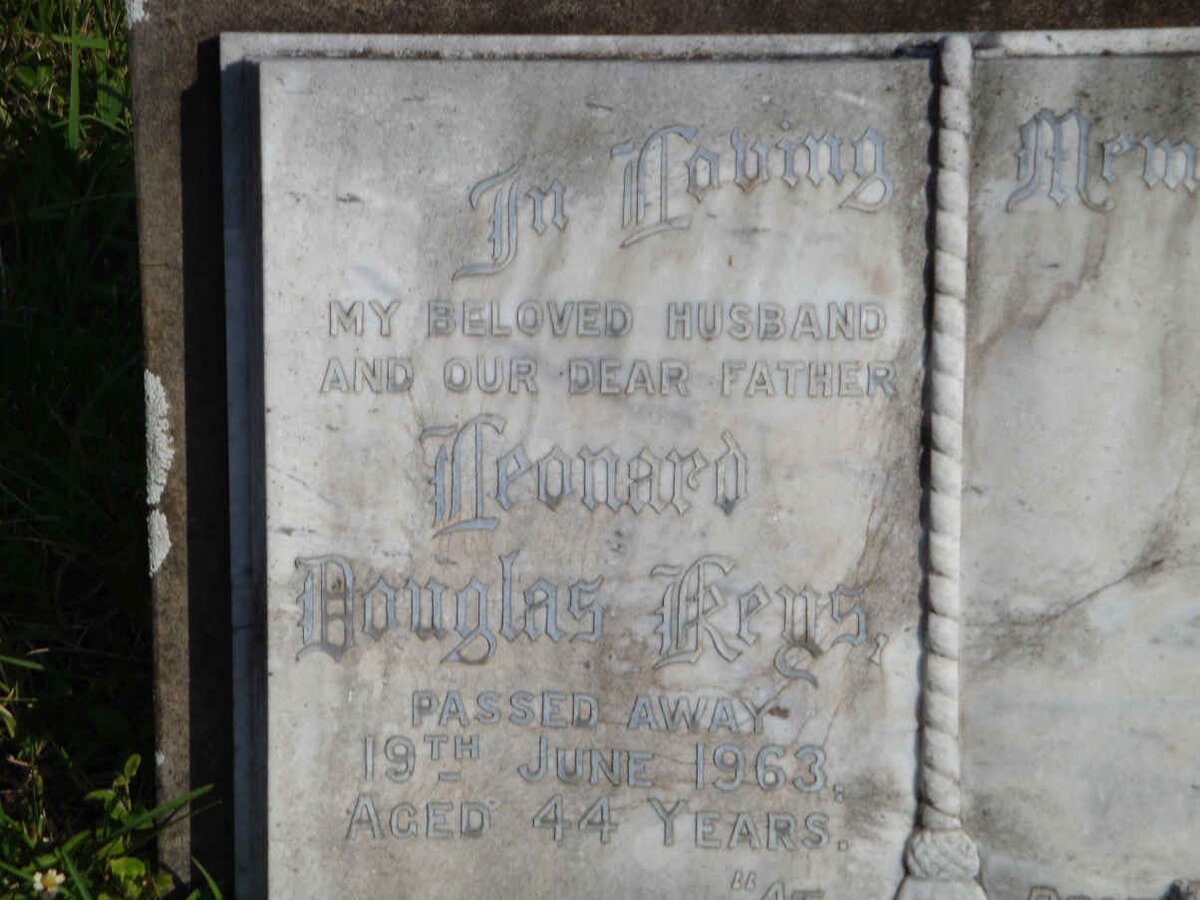 In Loving Mem
MY BELOVED HUSBAND
AND OUR DEAR FATHER
Leonard
Douglas Keys,
PASSED AWAY
19TH JUNE 1963,
AGED 44 YEARS.